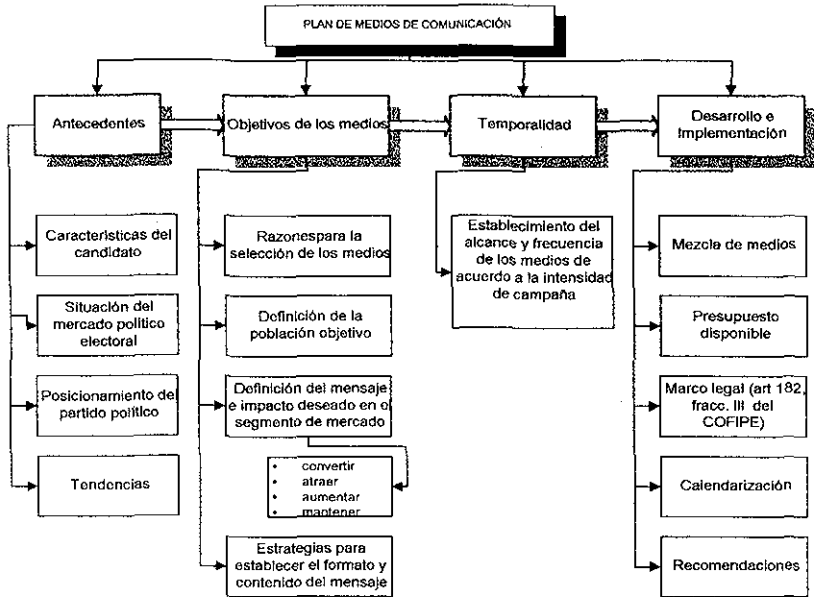 PLAN DE MEDIOS DE COMUNICACIÓN
Antecedentes
Objetivos de los medios
Temporalidad
Desarrollo e
Implementación
Características del
candidato
Situación del
mercado político
electoral
Posicionamiento del
partido político
Tendencias
Razonespara la
selección de los medios
Definición de la
población objetivo
Definición del mensaje
e impacto deseado en el
segmento de mercado
• convertir
• atraer
• aumentar
• mantener
Estrategias para
establecer el formato y
contenido del mensaje
Establecimiento del
alcance y frecuencia
de los medios de
acuerdo a la intensidad
de campaña
Mezcla de medios
Presupuesto
disponible
Marco legal (art 182,
fracc. III del
COFIPE)
Calendarización
Recomendaciones